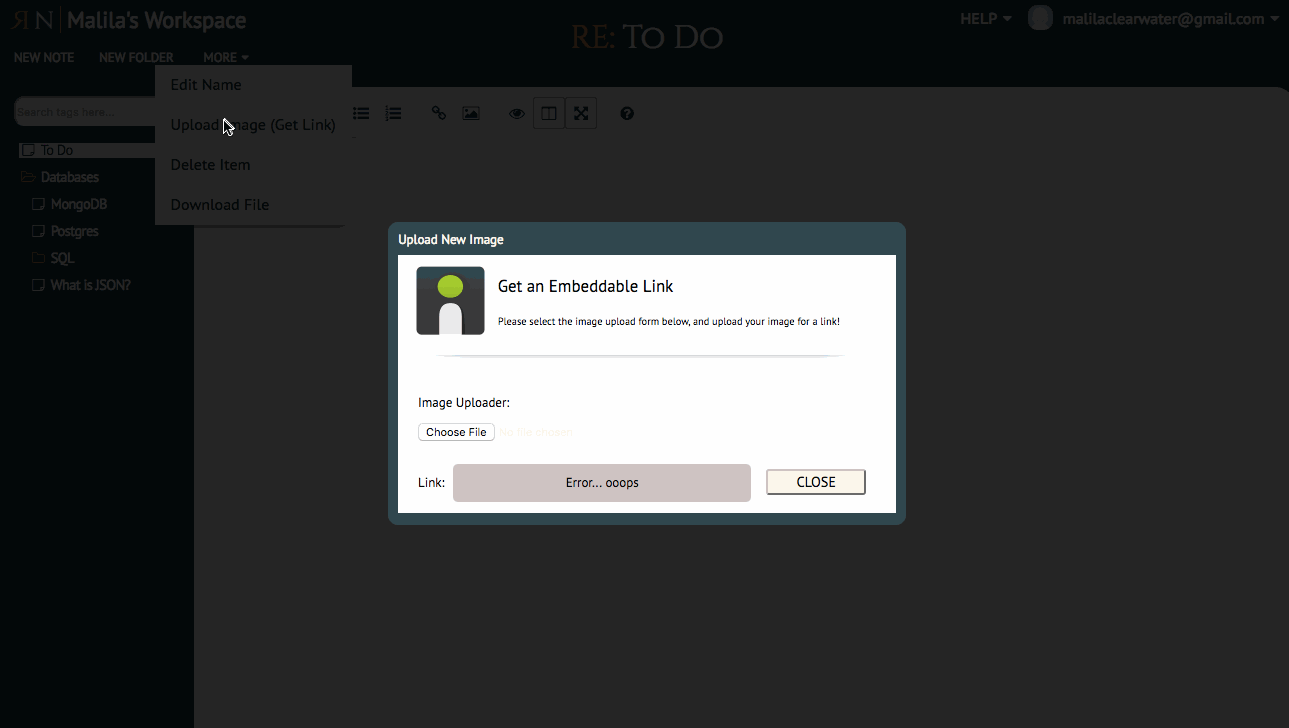 ЯN Malila's Workspace
RE: TO DO
HELP
malilaclearwater@gmail.com
NEW NOTE NEW FOLDER MORE
Edit Name
Upload Image (Get Link)
Delete Item
Download File
Search tags here...
To Do
Databases
MongoDB
Postgres
SQL
What is JSON?
Upload New Image
Get an Embeddable Link
Please select the image upload form below, and upload your image for a link!
Image Uploader:
Choose File No file chosen
Link: Error... ooops CLOSE